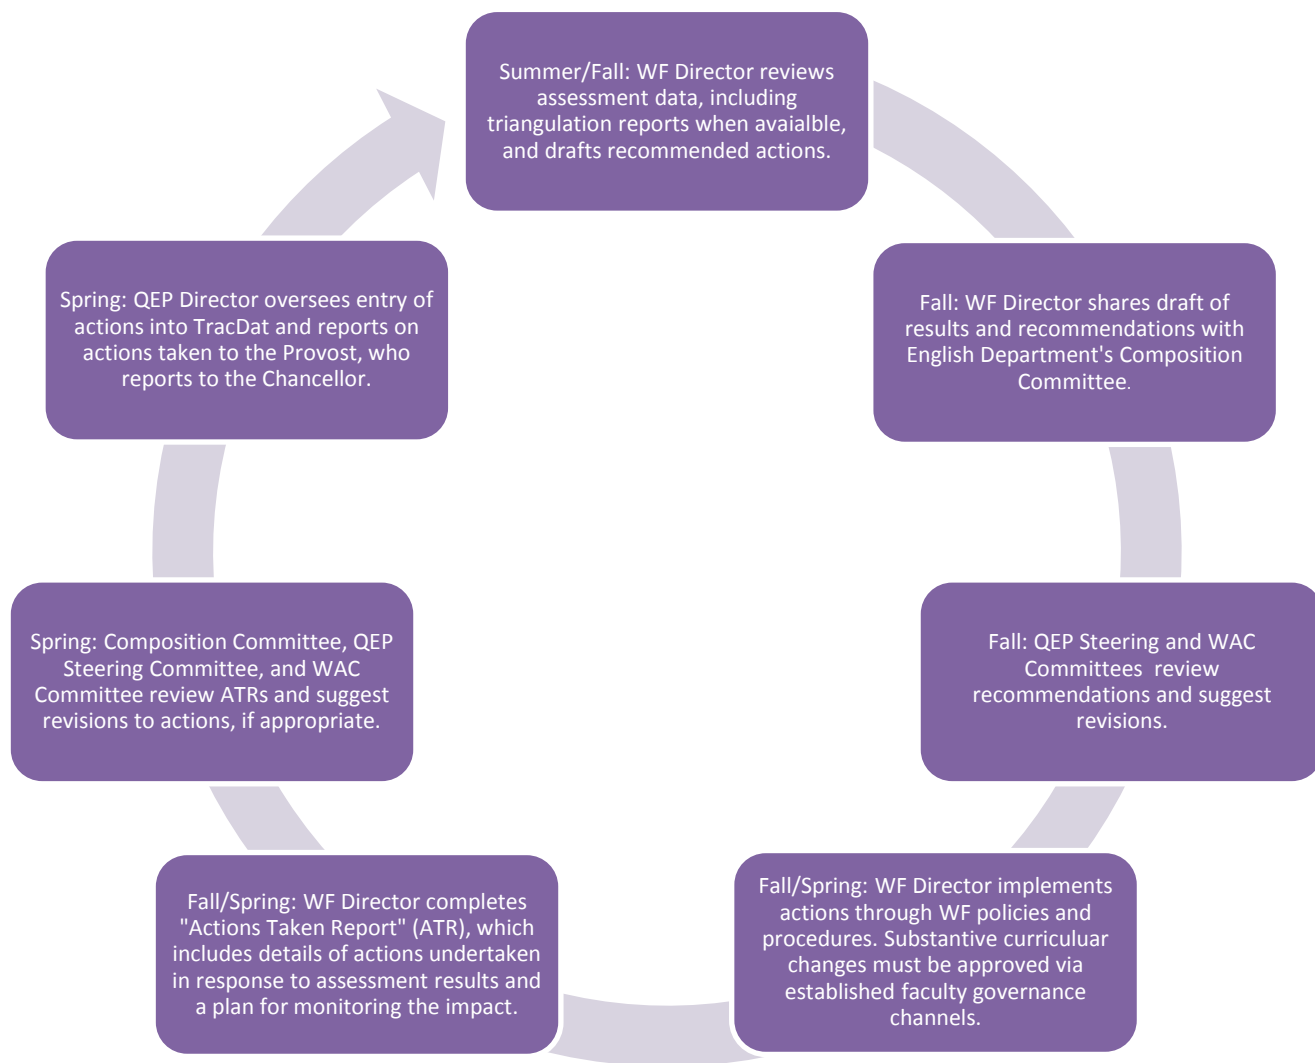 Summer/Fall: WF Director reviews
assessment data, including
triangulation reports when avaialble,
and drafts recommended actions.
Fall: WF Director shares draft of
results and recommendations with
English Department's Composition
Committee.
Fall: QEP Steering and WAC
Committees review
recommendations and suggest
revisions.
Fall/Spring: WF Director implements
actions through WF policies and
procedures. Substantive curriculuar
changes must be approved via
established faculty governance
channels.
Fall/Spring: WF Director completes
"Actions Taken Report" (ATR), which
includes details of actions undertaken
in response to assessment results and
a plan for monitoring the impact.
Spring: Composition Committee, QEP
Steering Committee, and WAC
Committee review ATRs and suggest
revisions to actions, if appropriate.
Spring: QEP Director oversees entry of
actions into TracDat and reports on
actions taken to the Provost, who
reports to the Chancellor.